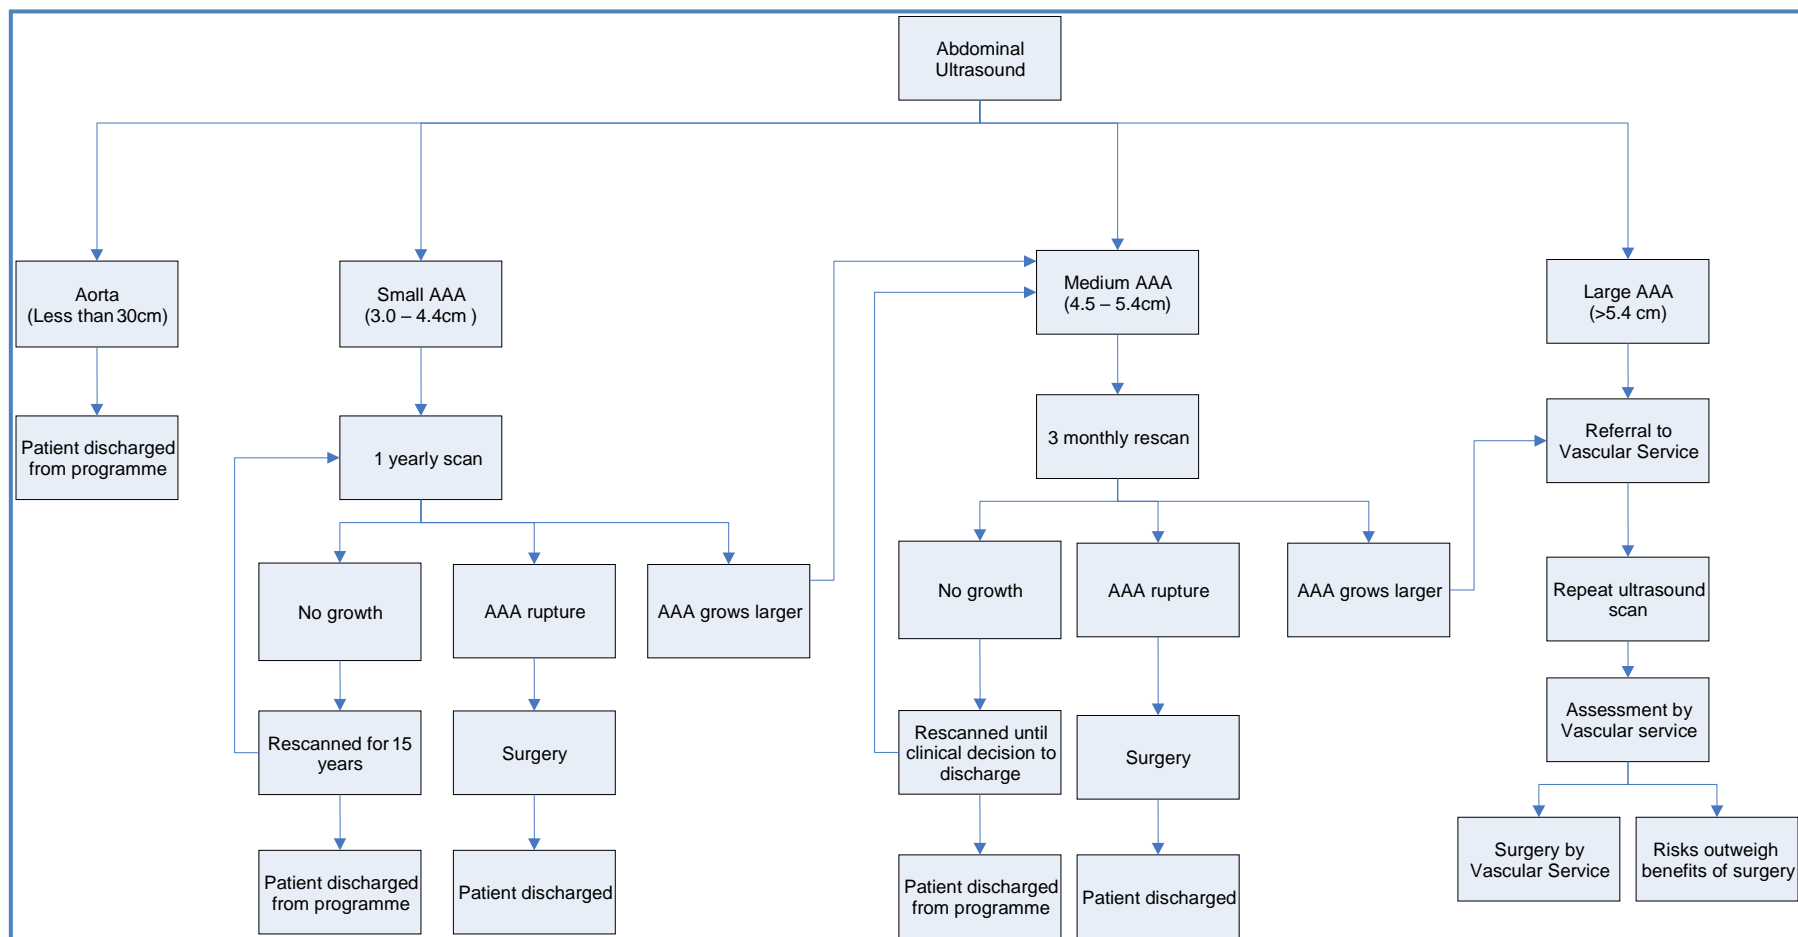 Abdominal
Ultrasound
Aorta
(Less than 30cm)
Small AAA
(3.0 – 4.4cm )
Medium AAA
(4.5 – 5.4cm)
Large AAA
(>5.4 cm)
Patient discharged
from programme
1 yearly scan
3 monthly rescan
Referral to
Vascular Service
No growth
AAA rupture
AAA grows larger
No growth
AAA rupture
AAA grows larger
Repeat ultrasound
scan
Rescanned for 15
years
Surgery
Rescanned until
clinical decision to
discharge
Surgery
Assessment by
Vascular service
Patient discharged
from programme
Patient discharged
Patient discharged
from programme
Patient discharged
Surgery by
Vascular Service
Risks outweigh
benefits of surgery